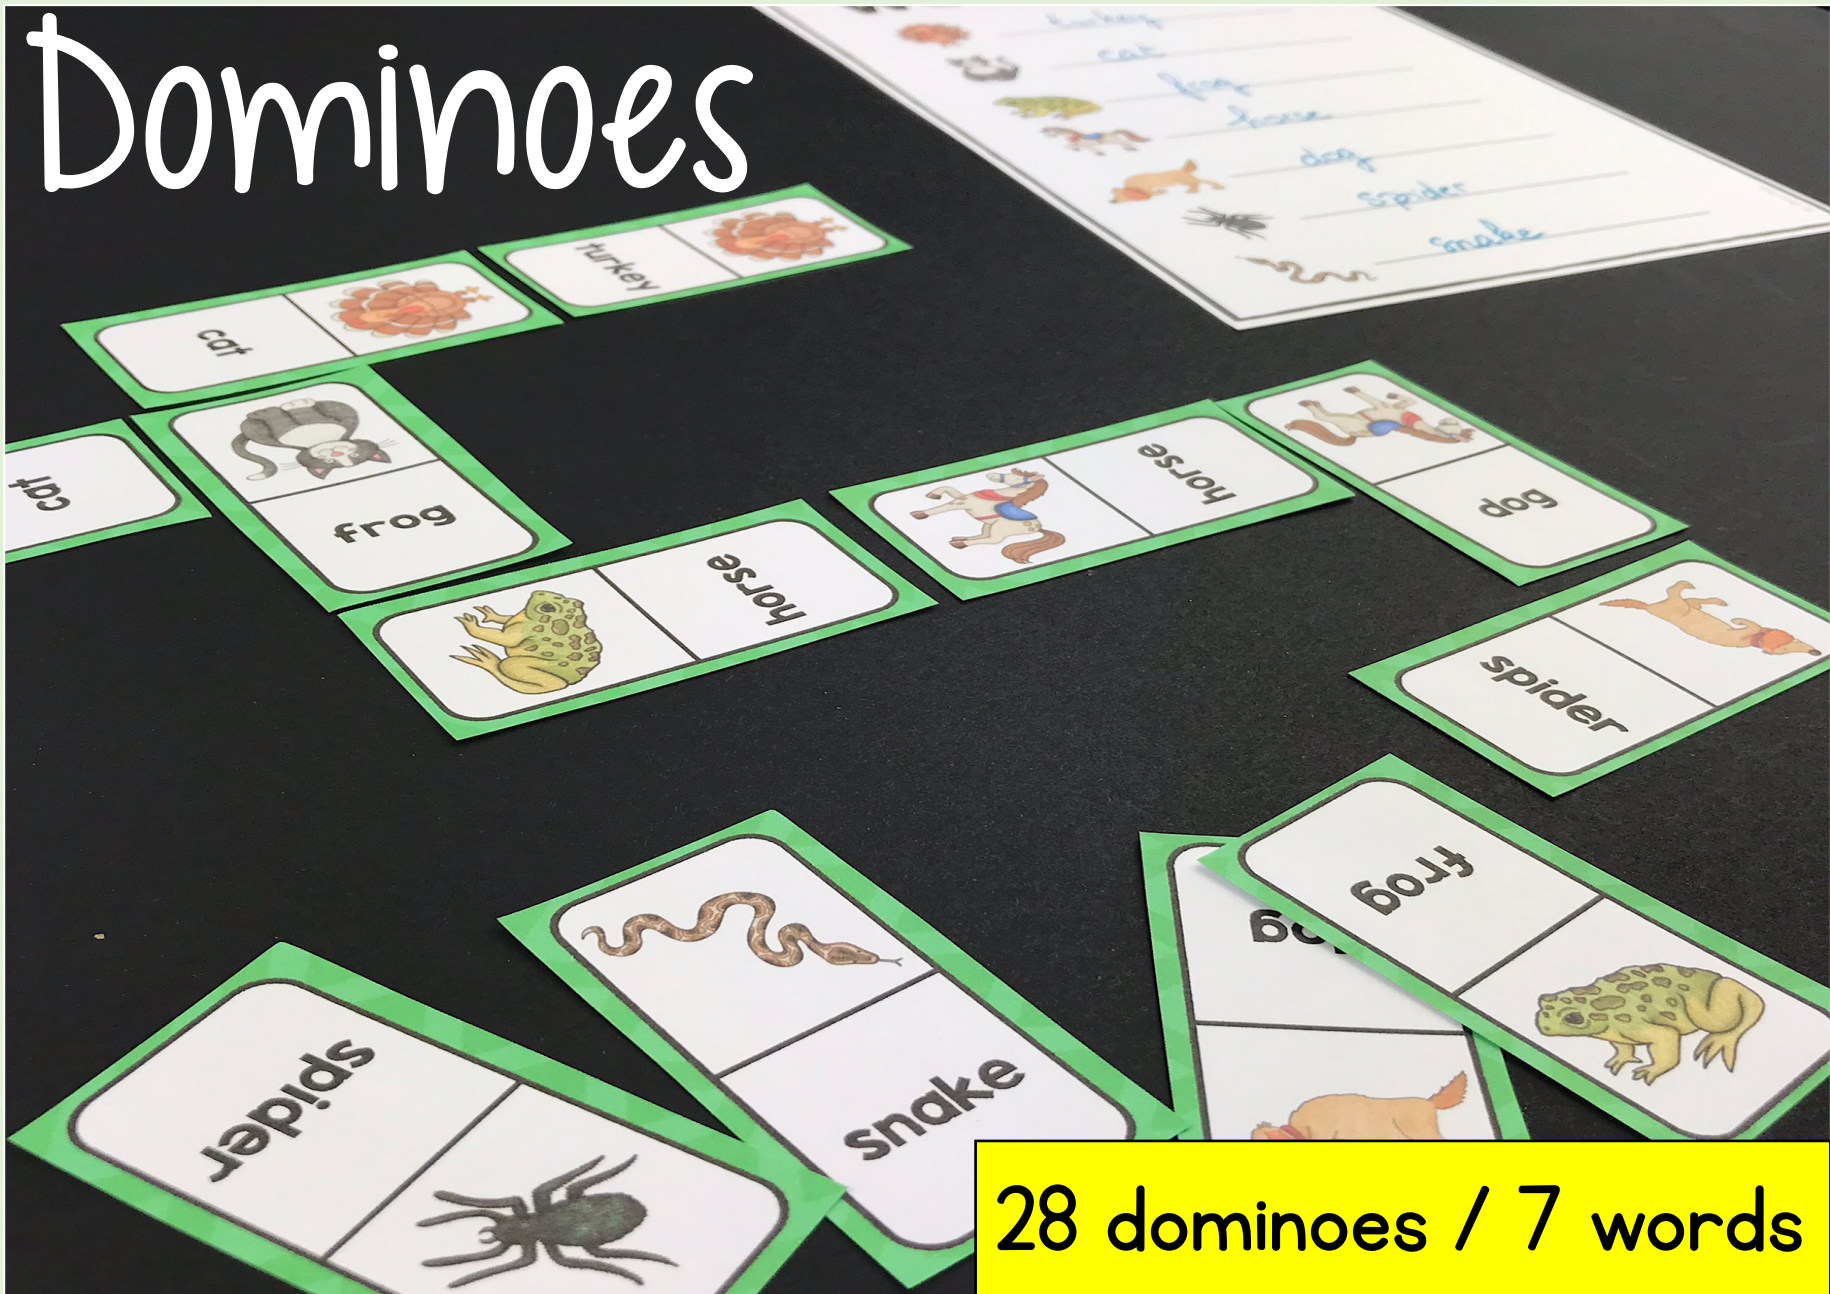 Dominoes
turkey
cat
frog
horse
dog
spider
snake
turkey
cat
cat
frog
horse
horse
dog
spider
frog
spider
snake
28 dominoes / 7 words